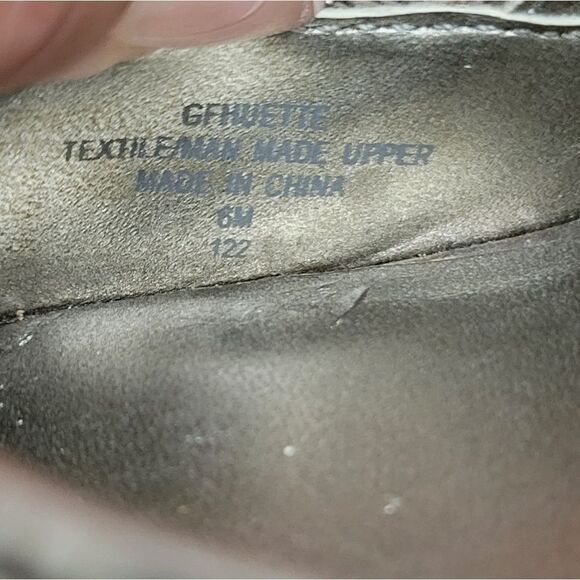 GFHUETTE
TEXTILE/MAN MADE UPPER
MADE IN CHINA
6M
122